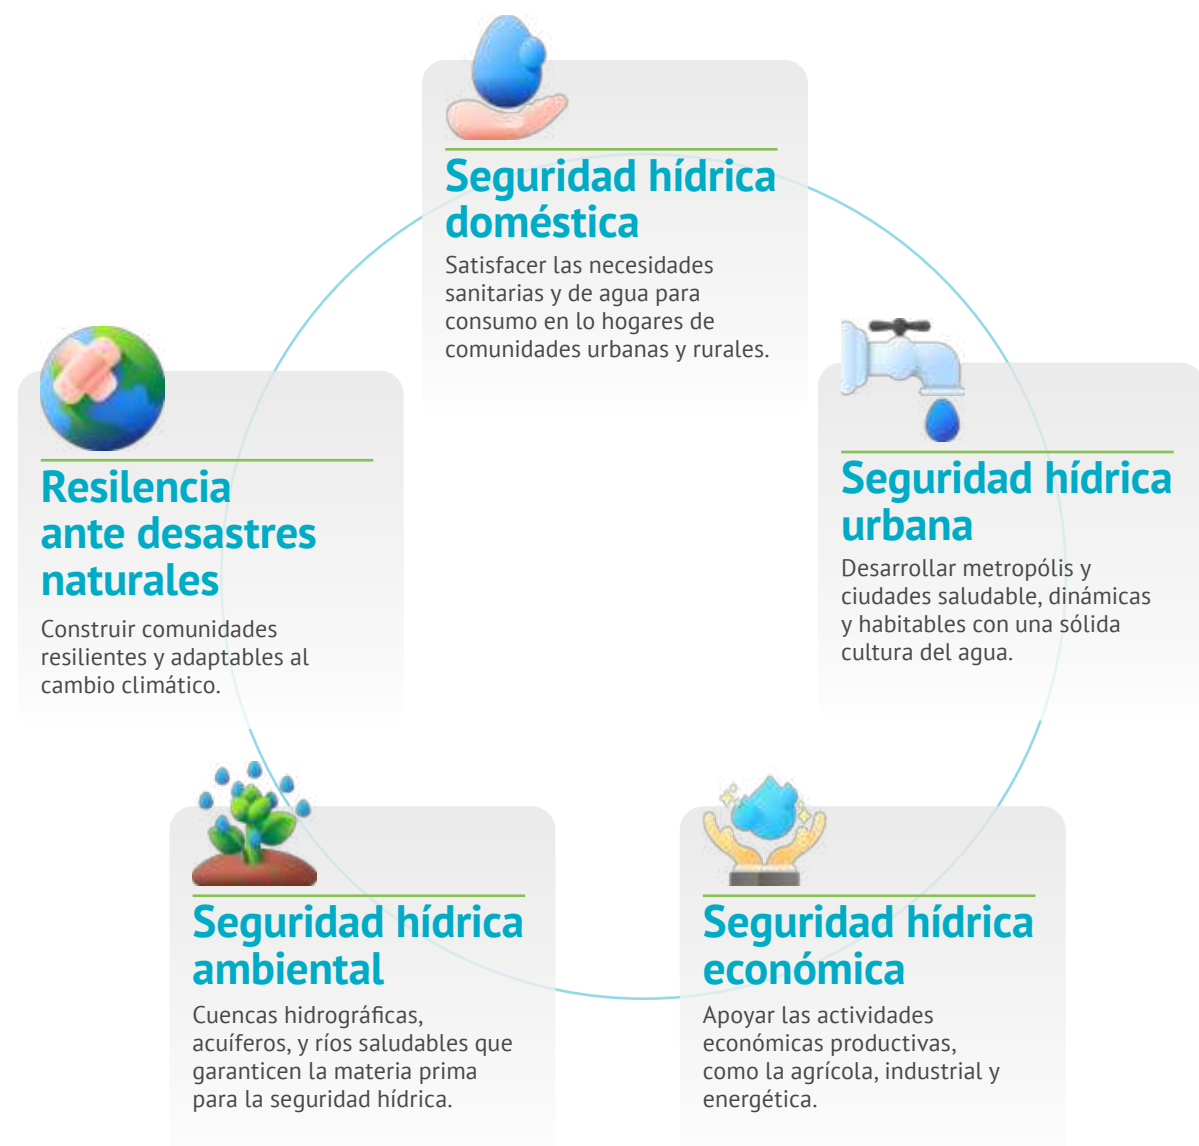 Seguridad hídrica
doméstica
Satisfacer las necesidades
sanitarias y de agua para
consumo en lo hogares de
comunidades urbanas y rurales.
Seguridad hídrica
urbana
Desarrollar metropólis y
ciudades saludable, dinámicas
y habitables con una sólida
cultura del agua.
Resilencia
ante desastres
naturales
Construir comunidades
resilientes y adaptables al
cambio climático.
Seguridad hídrica
ambiental
Cuencas hidrográficas,
acuíferos, y ríos saludables que
garanticen la materia prima
para la seguridad hídrica.
Seguridad hídrica
económica
Apoyar las actividades
económicas productivas,
como la agrícola, industrial y
energética.